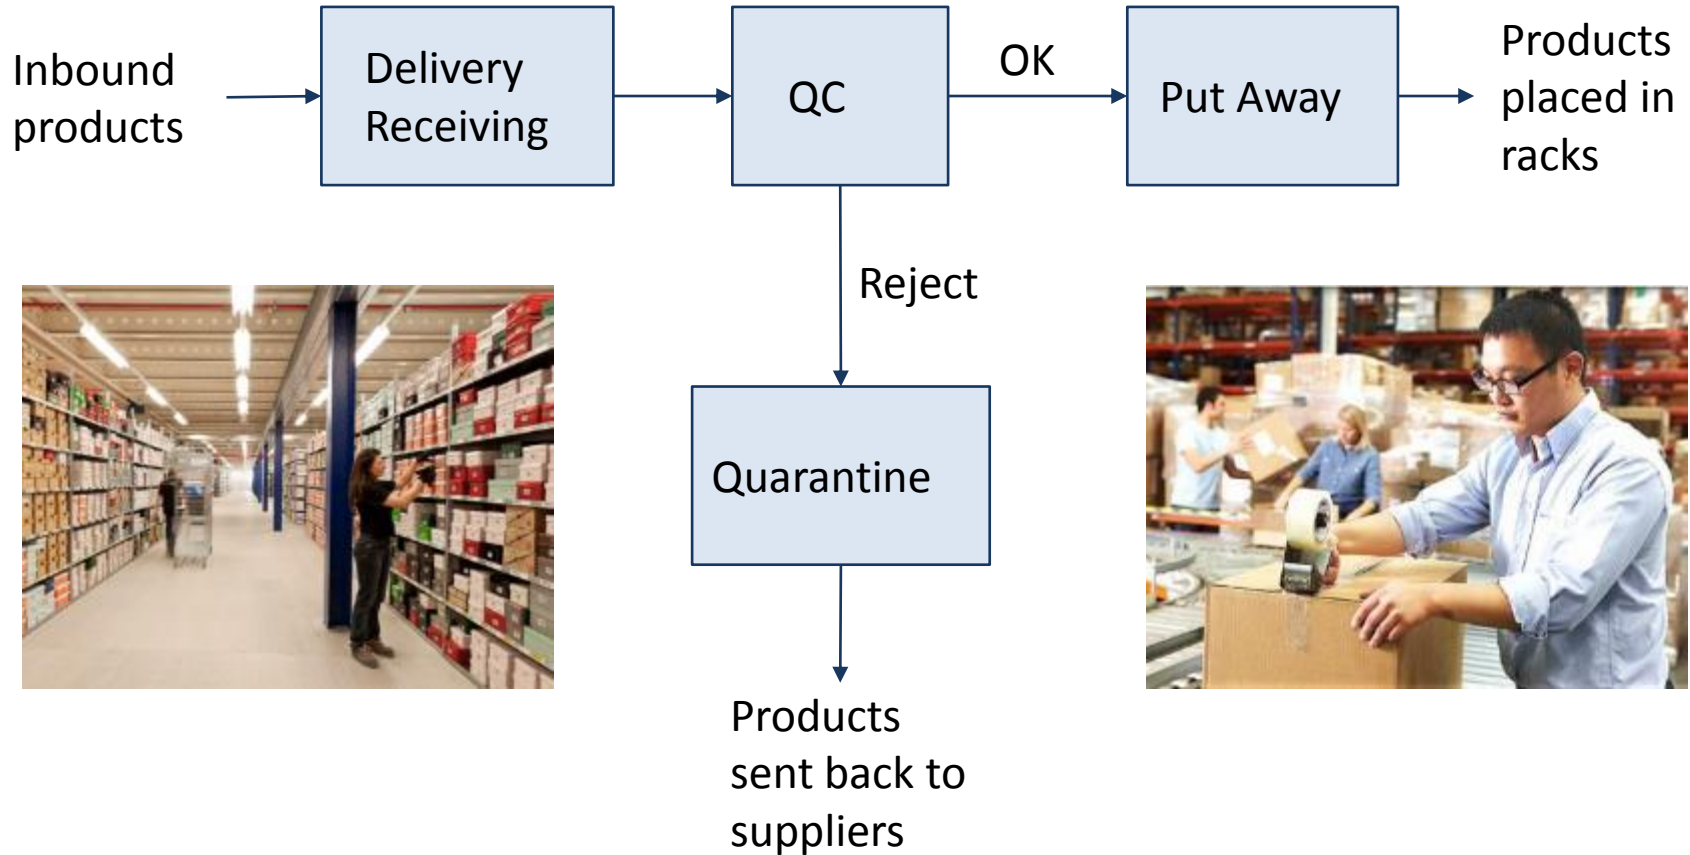 Inbound
products
Delivery
Receiving
QC
OK
Put Away
Products
placed in
racks
Reject
Quarantine
Products
sent back to
suppliers